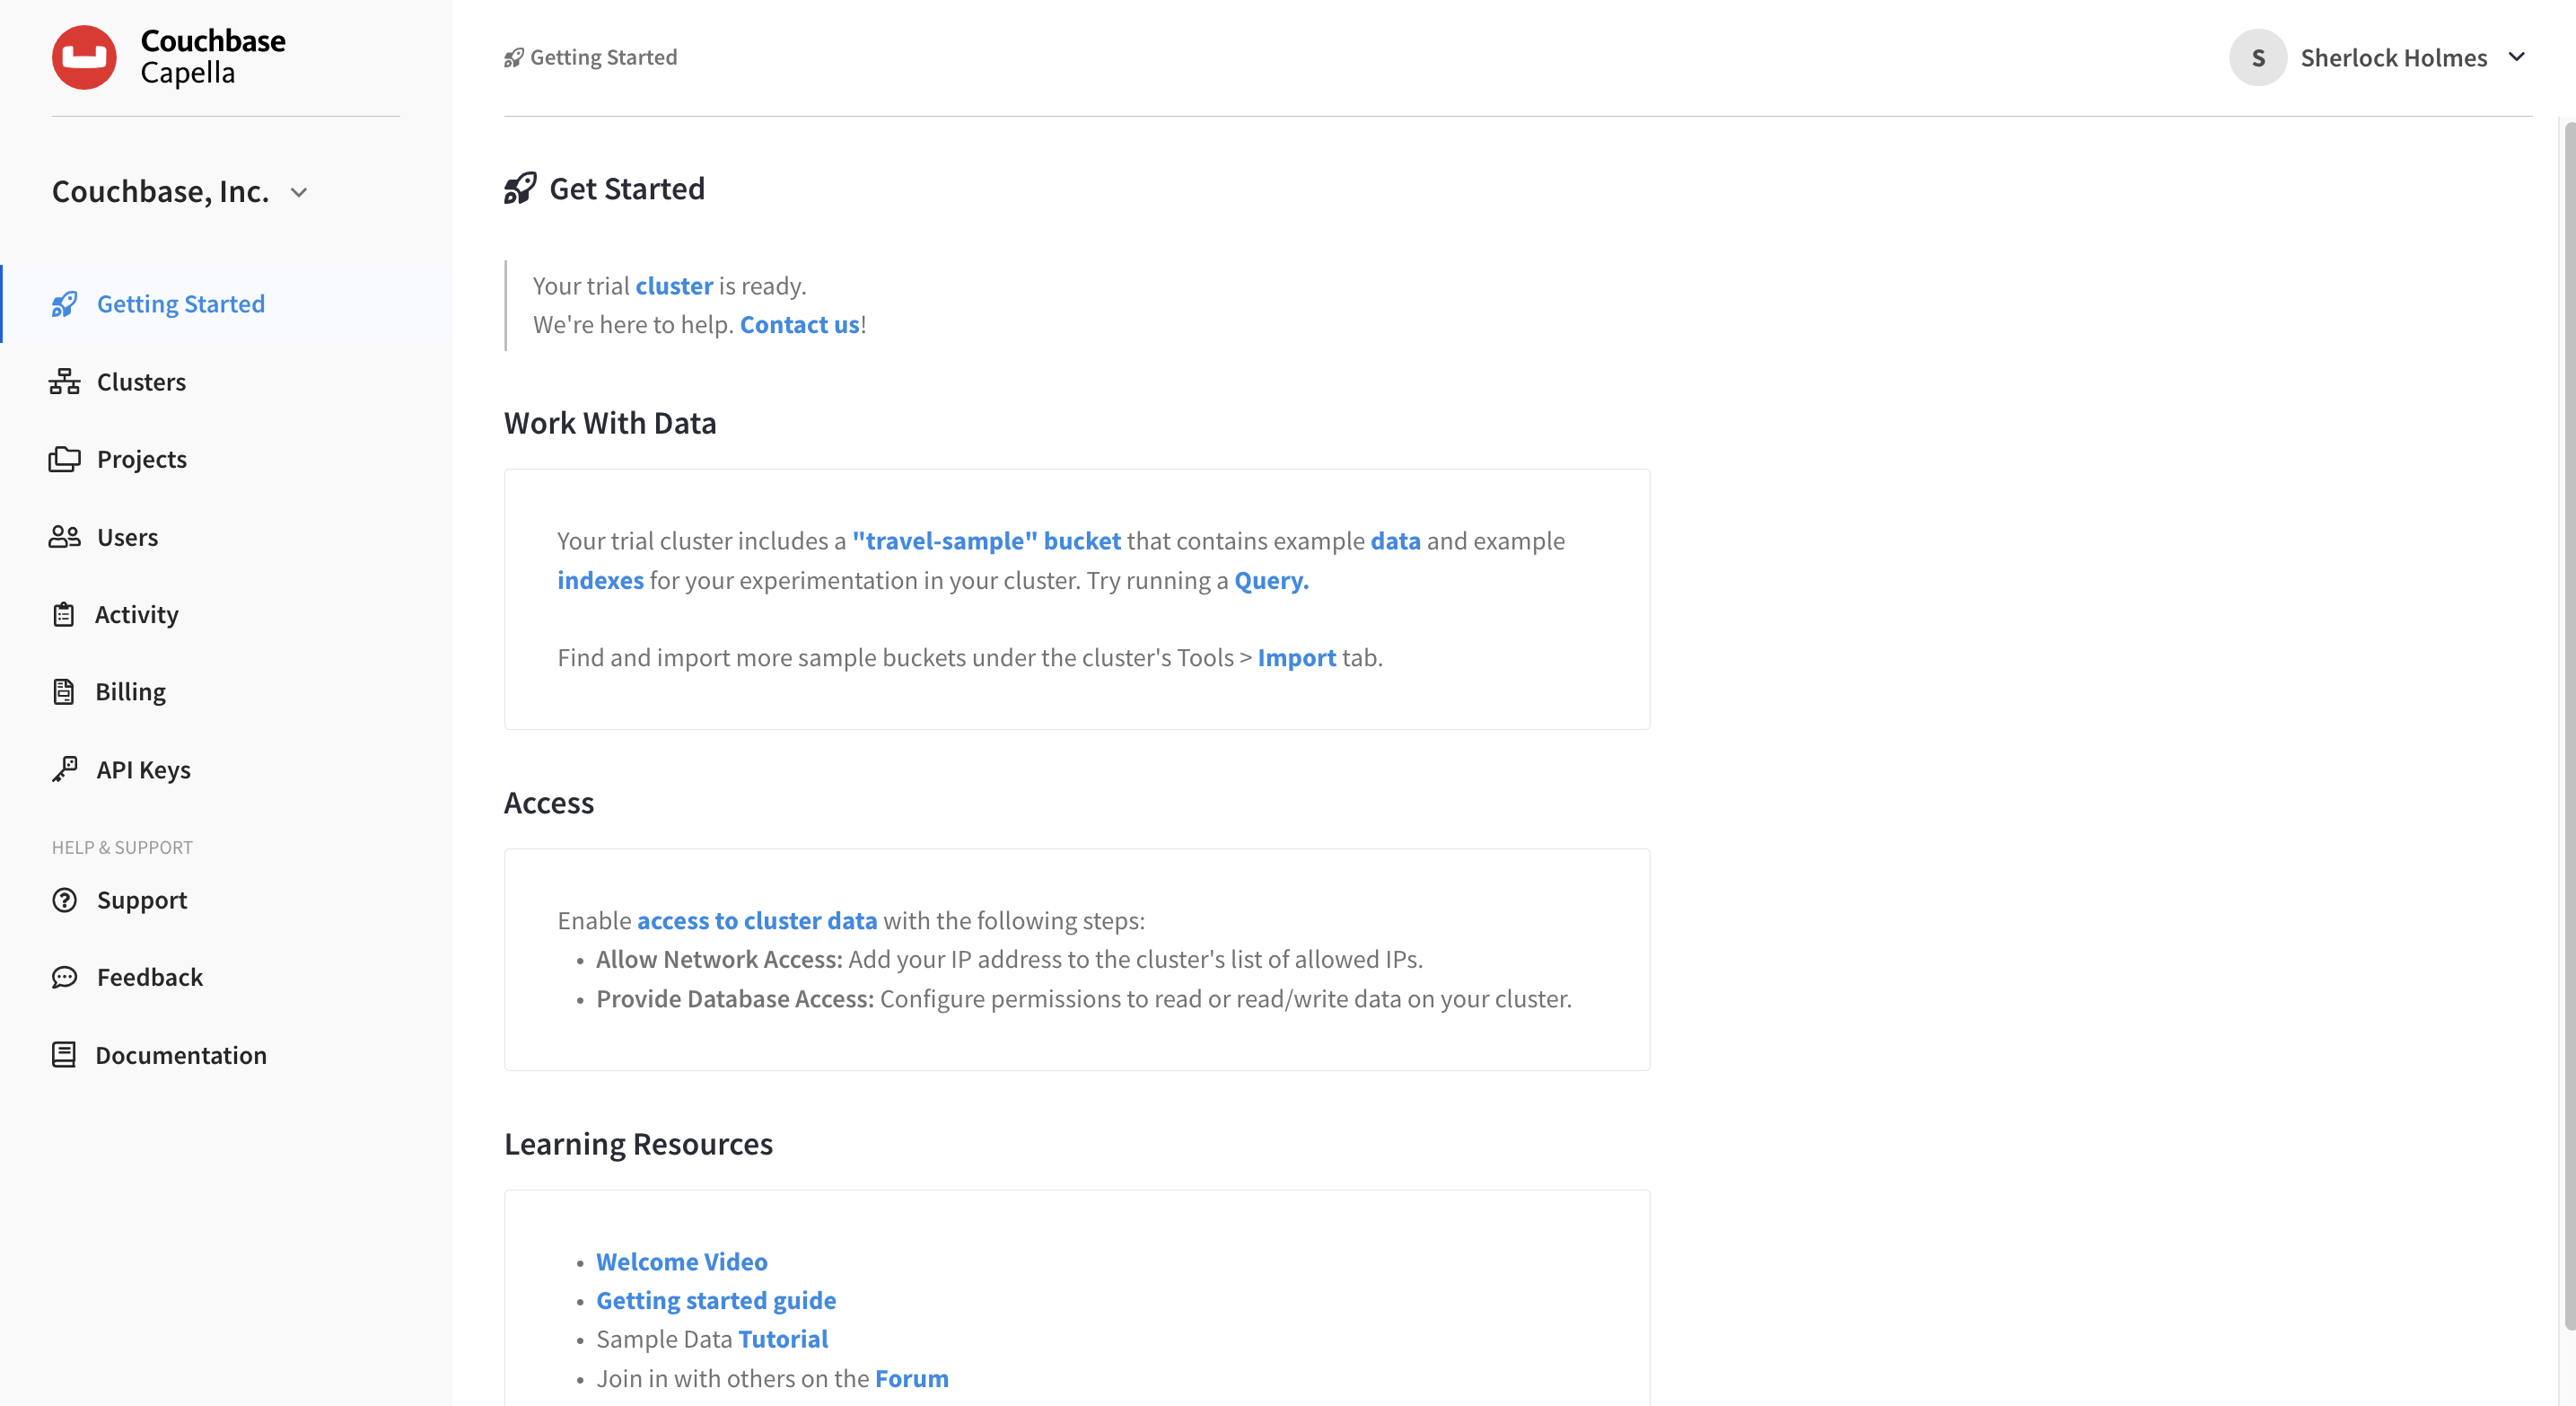 Couchbase
Capella
Couchbase, Inc.
Getting Started
Clusters
Projects
Users
Activity
Billing
API Keys
HELP & SUPPORT
Support
Feedback
Documentation
Getting Started
S Sherlock Holmes
Get Started
Your trial cluster is ready.
We're here to help. Contact us!
Work With Data
Your trial cluster includes a "travel-sample" bucket that contains example data and example
indexes for your experimentation in your cluster. Try running a Query.
Find and import more sample buckets under the cluster's Tools > Import tab.
Access
Enable access to cluster data with the following steps:
• Allow Network Access: Add your IP address to the cluster's list of allowed IPs.
• Provide Database Access: Configure permissions to read or read/write data on your cluster.
Learning Resources
• Welcome Video
• Getting started guide
• Sample Data Tutorial
• Join in with others on the Forum